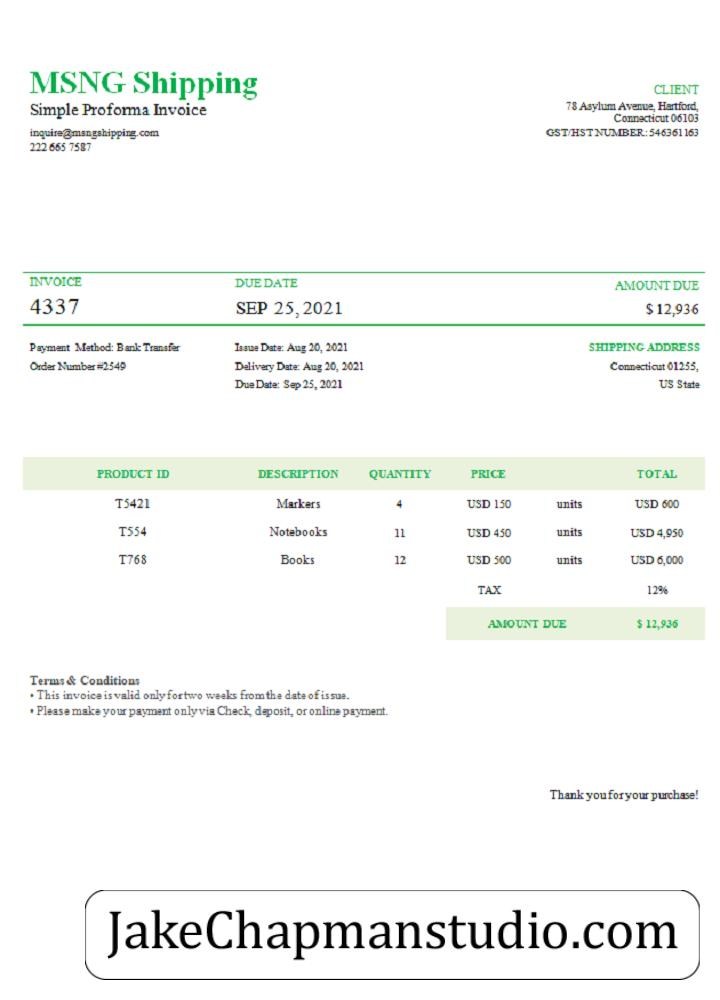 MSNG Shipping
Simple Proforma Invoice
inquire@msngshipping.com
222 665 7587
CLIENT
78 Asylum Avenue, Hartford,
Connecticut 06103
GST/HST NUMBER: 546361163
INVOICE DUE DATE AMOUNT DUE
4337 SEP 25, 2021 $ 12,936
Payment Method: Bank Transfer Issue Date: Aug 20, 2021 SHIPPING ADDRESS
Order Number #2549 Delivery Date: Aug 20, 2021 Connecticut 01255,
Due Date: Sep 25, 2021 US State
PRODUCT ID DESCRIPTION QUANTITY PRICE TOTAL
T5421 Markers 4 USD 150 units USD 600
T554 Notebooks 11 USD 450 units USD 4,950
T768 Books 12 USD 500 units USD 6,000
TAX 12%
AMOUNT DUE $ 12,936
Terms & Conditions
• This invoice is valid only for two weeks from the date of issue.
• Please make your payment only via Check, deposit, or online payment.
Thank you for your purchase!
JakeChapmanstudio.com